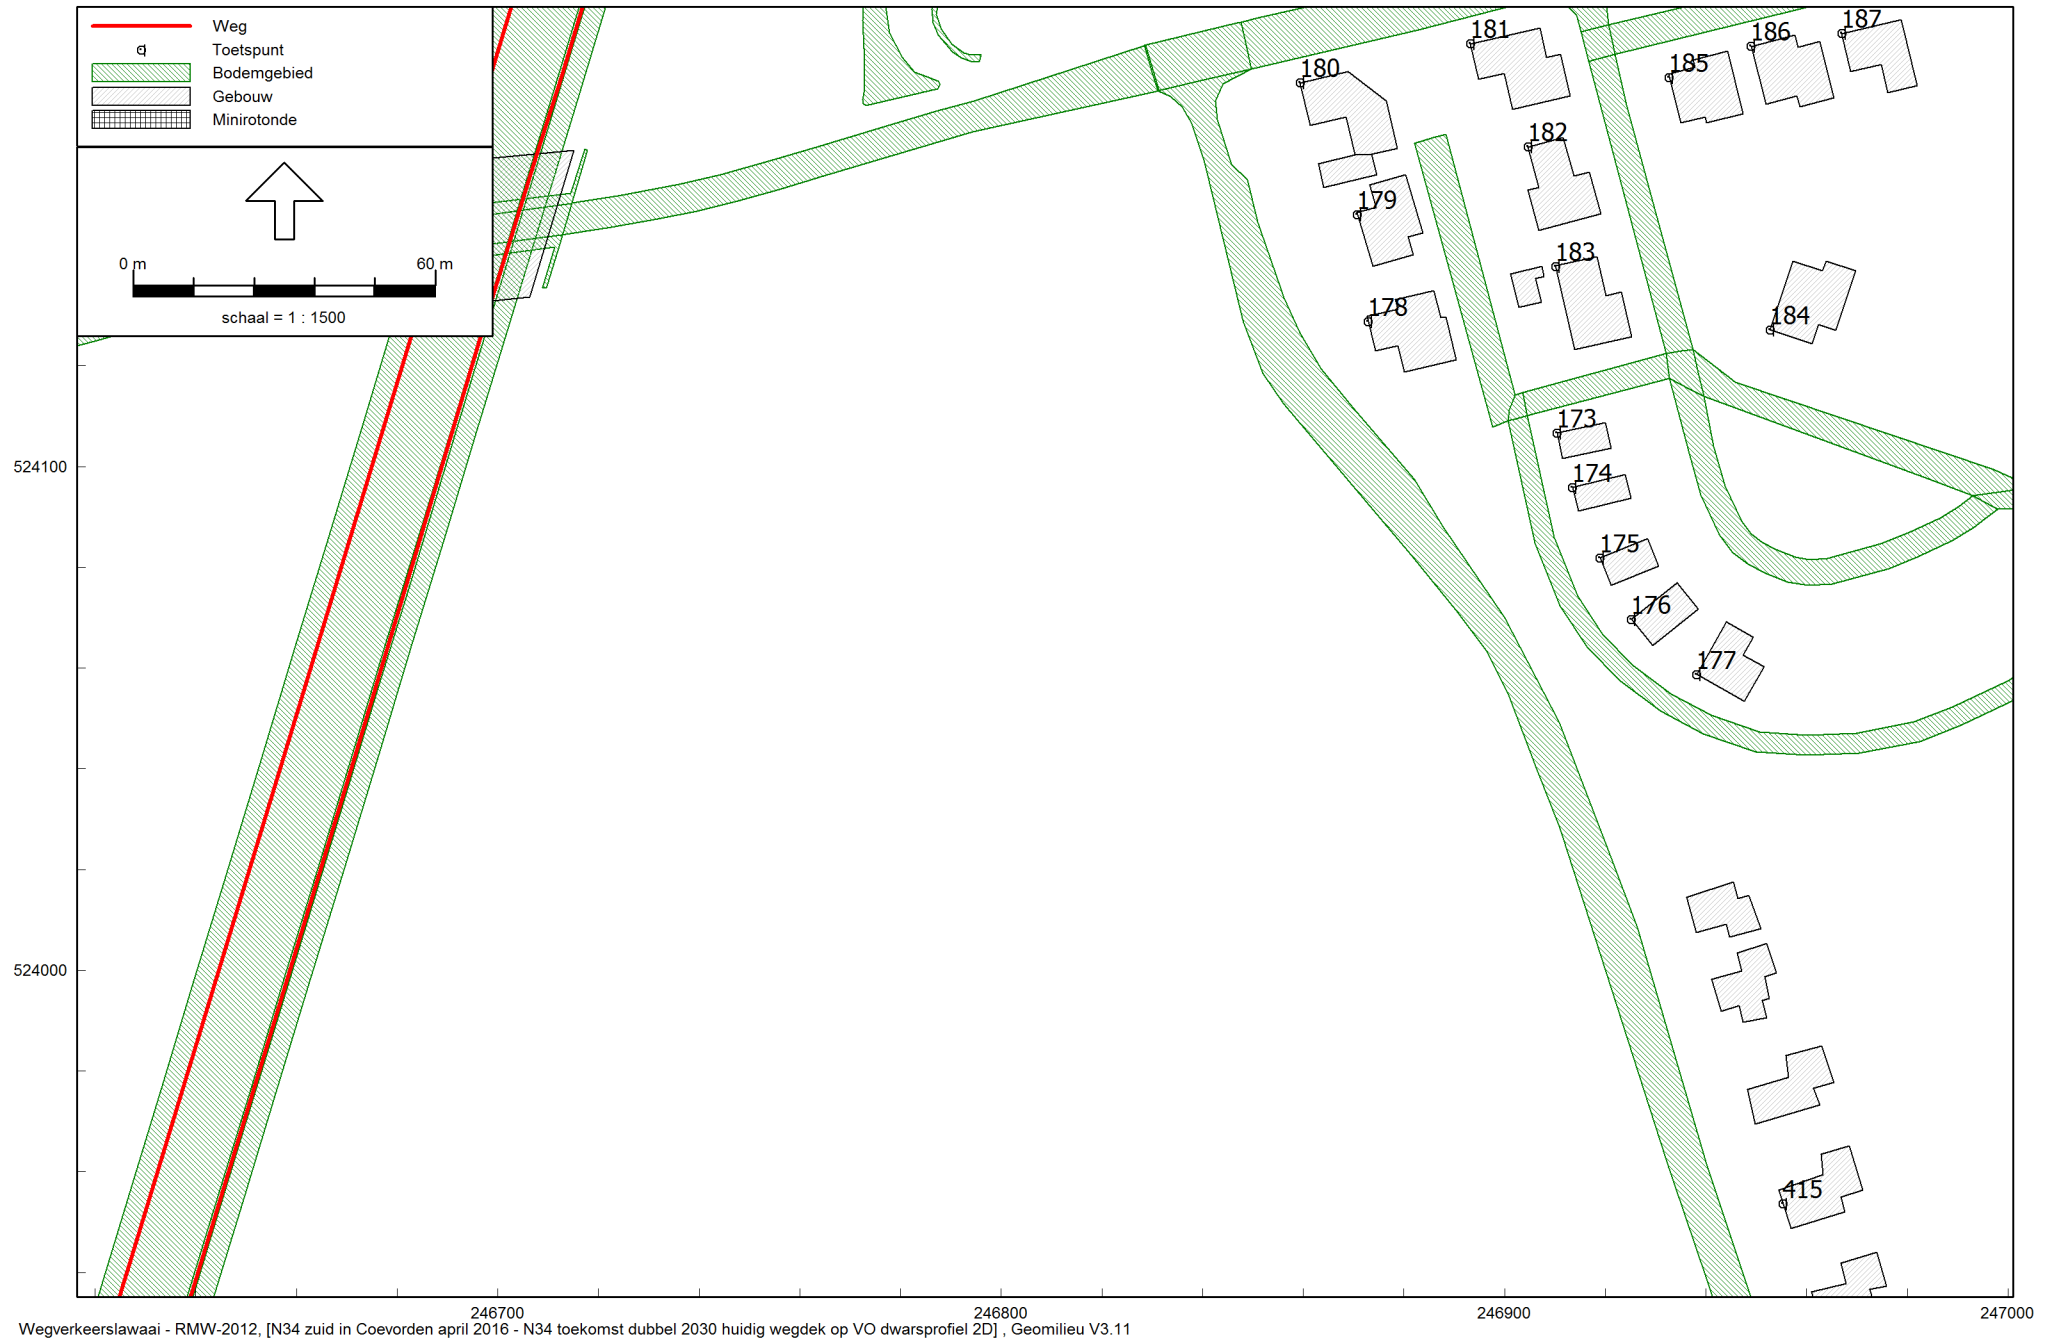 Weg
Toetspunt
Bodemgebied
Gebouw
Minirotonde
0 m 60 m
schaal = 1 : 1500
181
187
186
185
180
182
179
183
178
184
173
174
175
176
177
415
524100
524000
246700 246800 246900 247000
Wegverkeerslawaai - RMW-2012, [N34 zuid in Coevorden april 2016 - N34 toekomst dubbel 2030 huidig wegdek op VO dwarsprofiel 2D] , Geomilieu V3.11